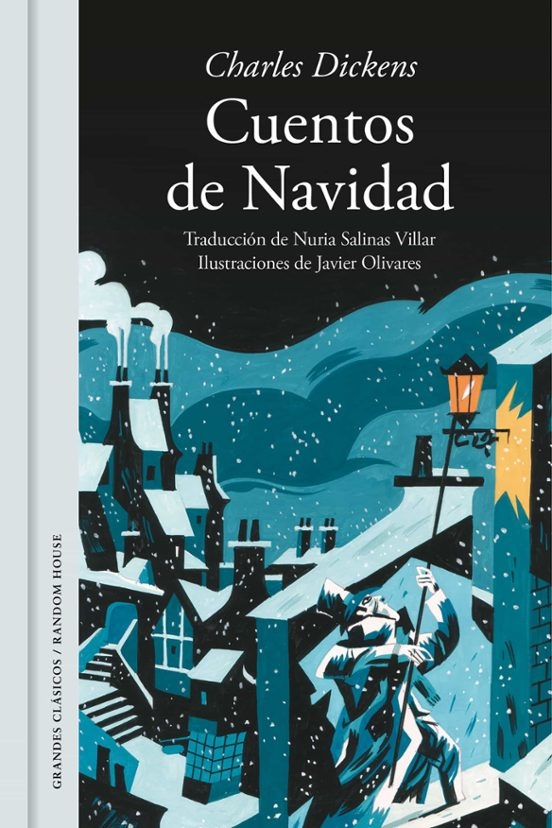 Charles Dickens
Cuentos
de Navidad
Traducción de Nuria Salinas Villar
Ilustraciones de Javier Olivares
GRANDES CLÁSICOS / RANDOM HOUSE